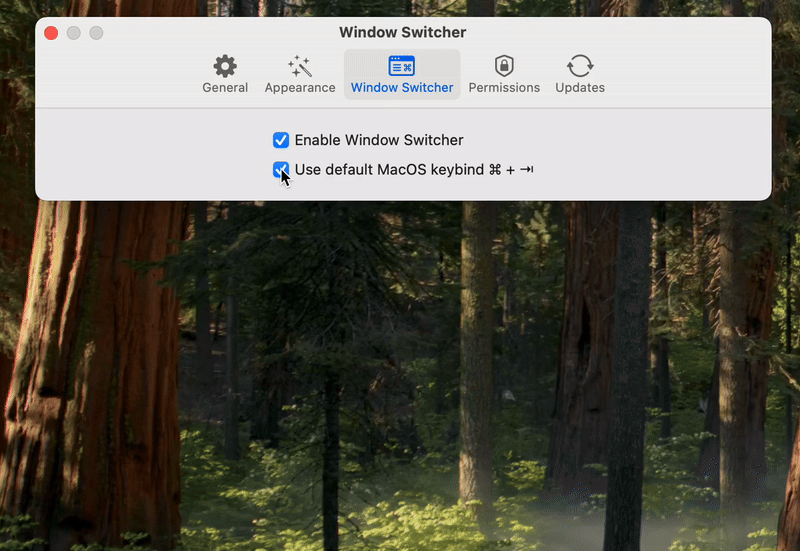 Window Switcher
General
Appearance
Window Switcher
Permissions
Updates
Enable Window Switcher
Use default MacOS keybind ⌘ + ⇥